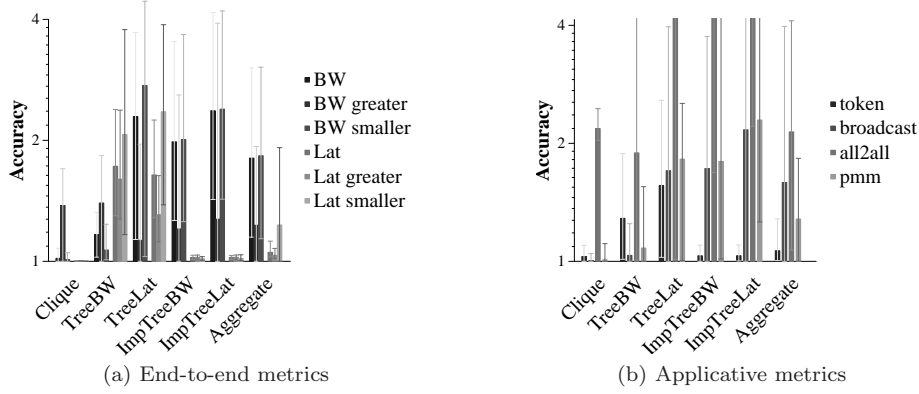 4
2
1
Accuracy
BW
BW greater
BW smaller
Lat
Lat greater
Lat smaller
Clique
TreeBW
TreeLat
ImpTreeBW
ImpTreeLat
Aggregate
(a) End-to-end metrics
4
2
1
Accuracy
token
broadcast
all2all
pmm
Clique
TreeBW
TreeLat
ImpTreeBW
ImpTreeLat
Aggregate
(b) Applicative metrics